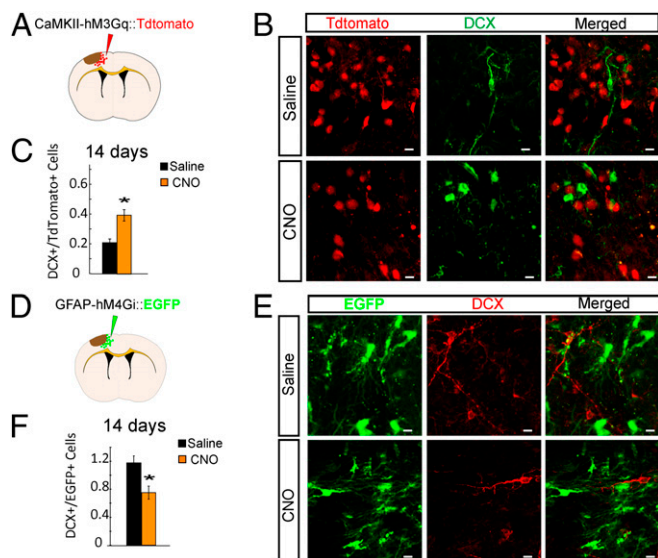 A
CaMKII-hM3Gq::Tdtomato
B
Tdtomato
DCX
Merged
Saline
CNO
C
14 days
Saline
CNO
DCX+/TdTomato+ Cells
0.6
0.4
0.2
*
D
GFAP-hM4Gi::EGFP
E
EGFP
DCX
Merged
Saline
CNO
F
14 days
Saline
CNO
DCX+/EGFP+ Cells
1.2
0.8
0.4
0
*